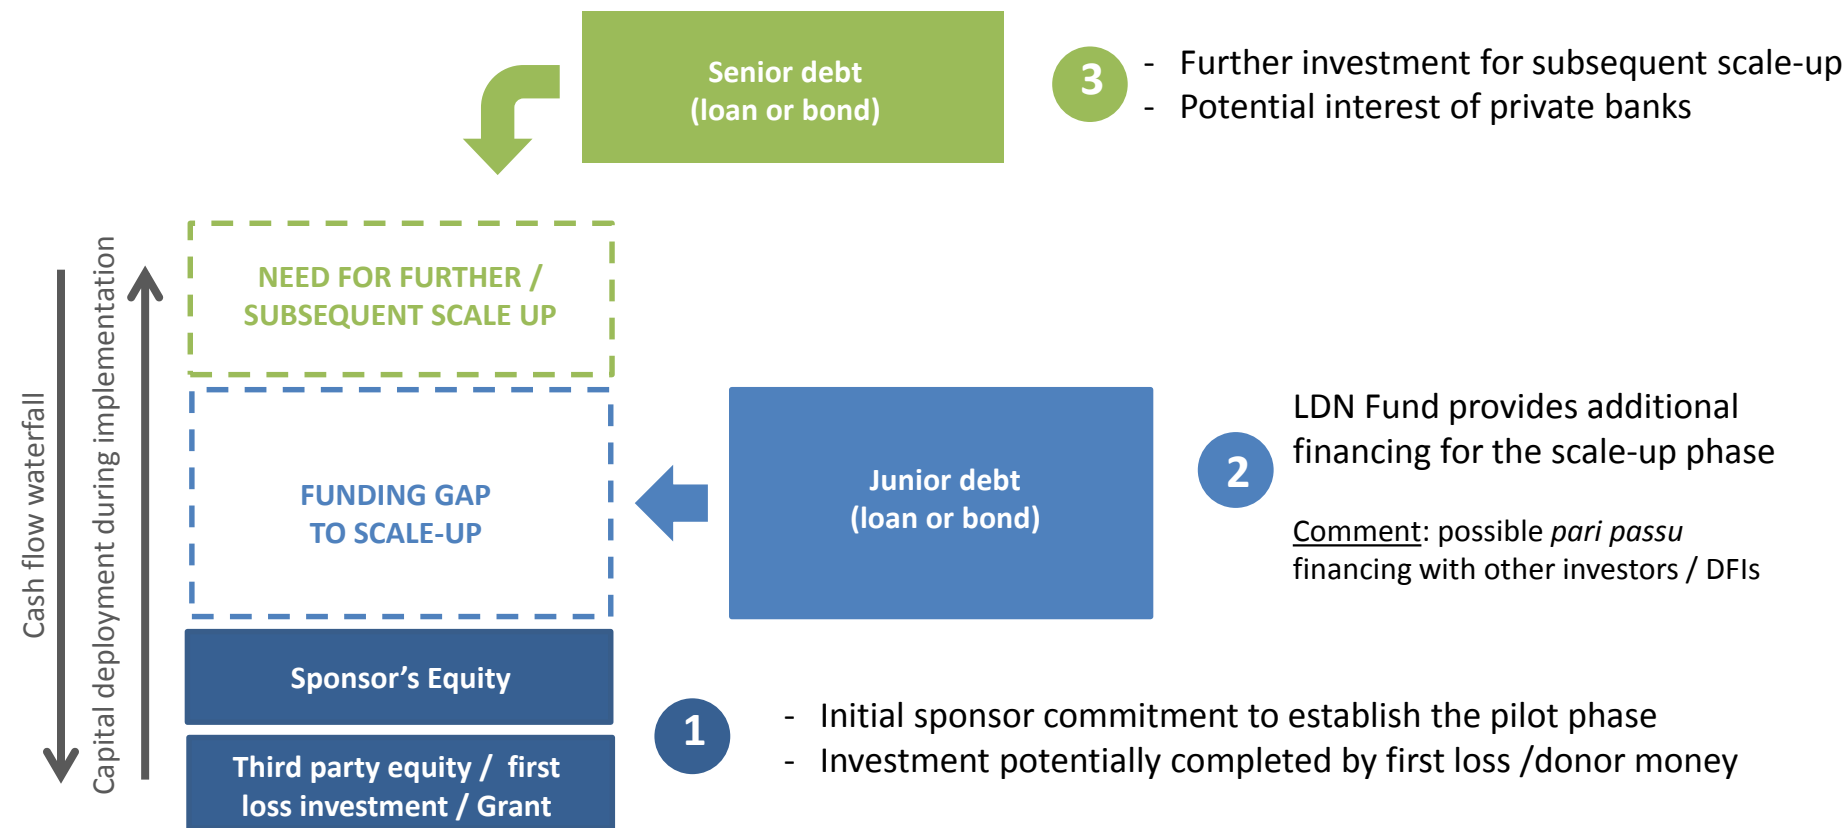 Senior debt
(loan or bond)
3
- Further investment for subsequent scale-up
- Potential interest of private banks
Cash flow waterfall
Capital deployment during implementation
NEED FOR FURTHER /
SUBSEQUENT SCALE UP
FUNDING GAP
TO SCALE-UP
Junior debt
(loan or bond)
2
LDN Fund provides additional
financing for the scale-up phase
Comment: possible pari passu
financing with other investors / DFIs
Sponsor’s Equity
Third party equity / first
loss investment / Grant
1
- Initial sponsor commitment to establish the pilot phase
- Investment potentially completed by first loss /donor money